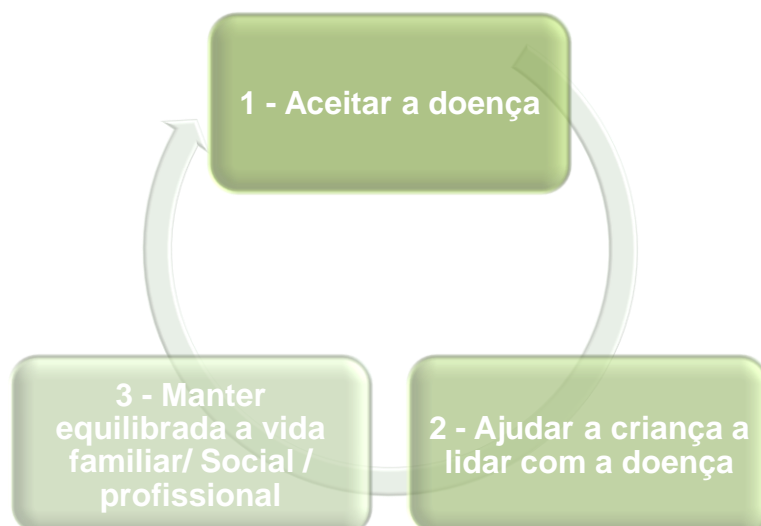 1 - Aceitar a doença
3 - Manter
equilibrada a vida
familiar/ Social /
profissional
2 - Ajudar a criança a
lidar com a doença